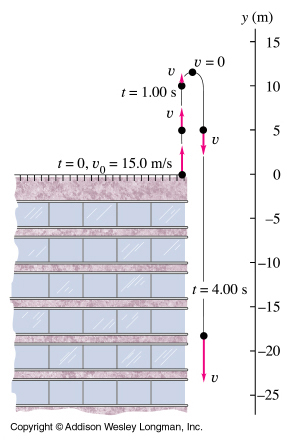 y (m)
15
v
v = 0
10
t = 1.00 s
v
5
v
t = 0, v₀ = 15.0 m/s
0
−5
−10
t = 4.00 s
−15
−20
v
−25
Copyright © Addison Wesley Longman, Inc.